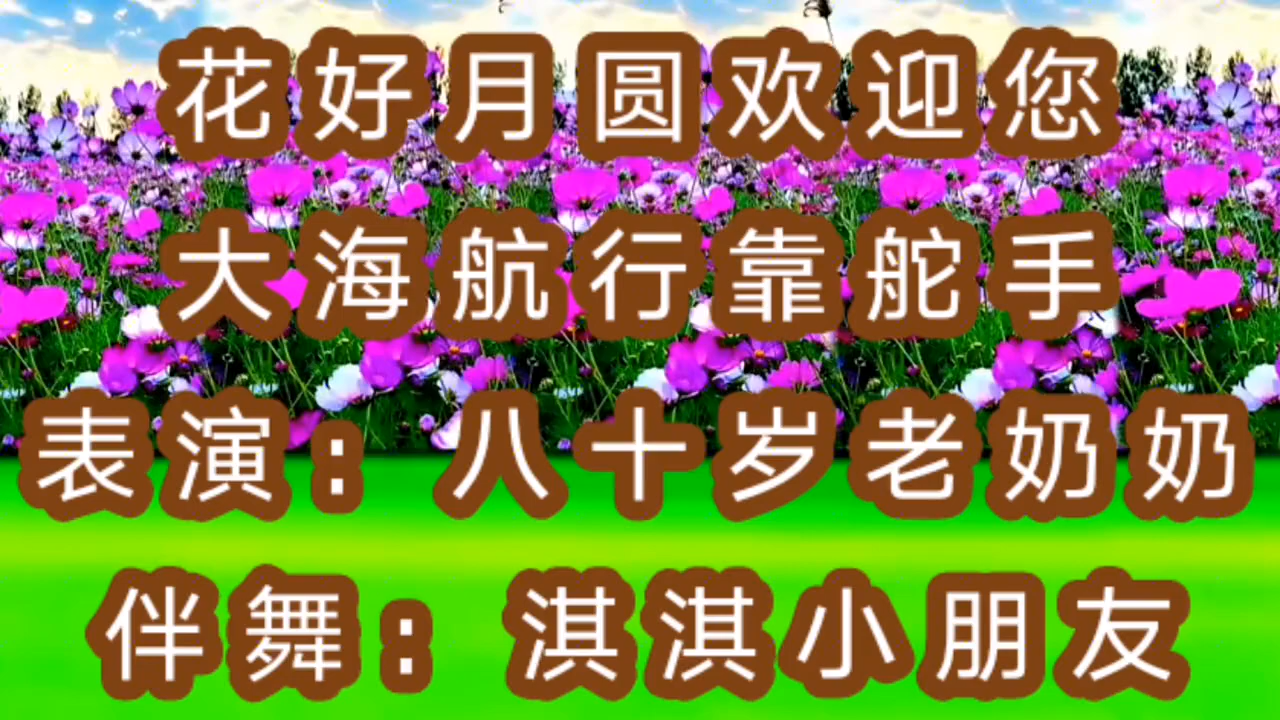 花好月圆欢迎您
大海航行靠舵手
表演：八十岁老奶奶
伴舞：淇淇小朋友